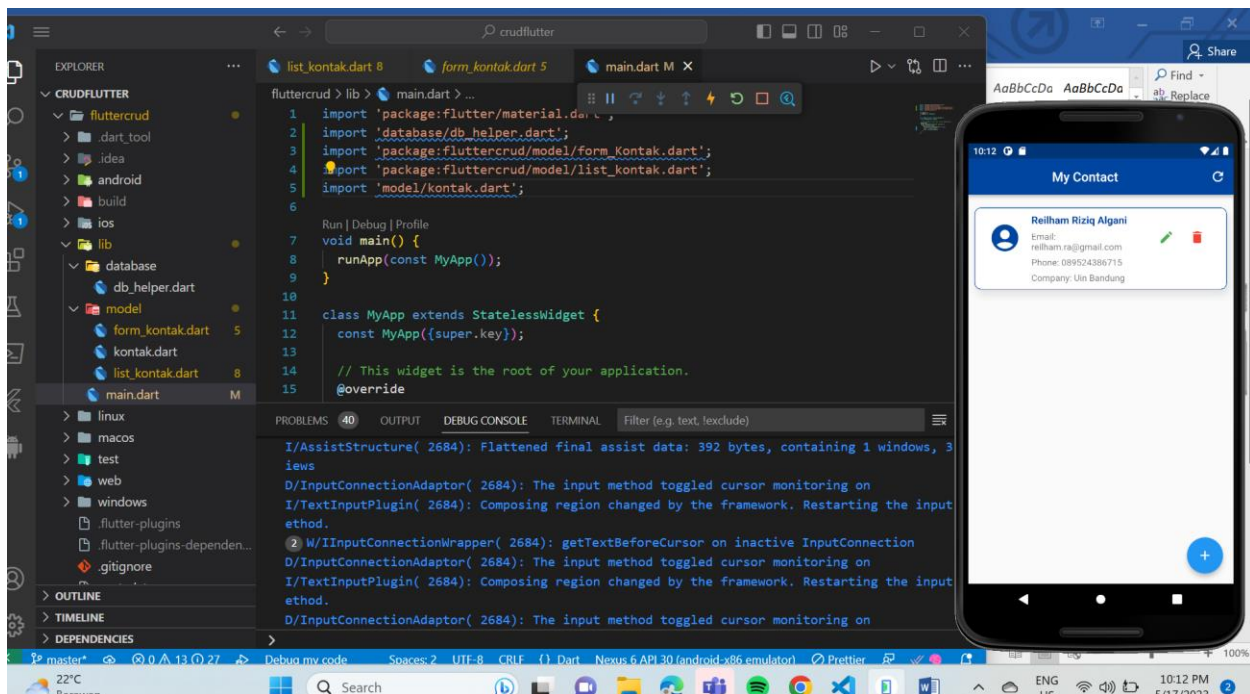 crudflutter
Share
EXPLORER
list_kontak.dart 8
form_kontak.dart 5
main.dart M
Find
AaBbCcDa AaBbCcDa
Replace
CRUDFLUTTER
fluttercrud
.dart_tool
.idea
android
build
ios
lib
database
db_helper.dart
model
form_kontak.dart 5
kontak.dart
list_kontak.dart 8
main.dart M
linux
macos
test
web
windows
.flutter-plugins
.flutter-plugins-depende...
.gitignore
OUTLINE
TIMELINE
DEPENDENCIES
fluttercrud > lib > main.dart > ...
1 import 'package:flutter/material.dart';
2 import 'database/db_helper.dart';
3 import 'package:fluttercrud/model/form_Kontak.dart';
4 import 'package:fluttercrud/model/list_kontak.dart';
5 import 'model/kontak.dart';
6
Run | Debug | Profile
7 void main() {
8 runApp(const MyApp());
9 }
10
11 class MyApp extends StatelessWidget {
12 const MyApp({super.key});
13
14 // This widget is the root of your application.
15 @override
PROBLEMS 40 OUTPUT DEBUG CONSOLE TERMINAL Filter (e.g. text, !exclude)
I/AssistStructure( 2684): Flattened final assist data: 392 bytes, containing 1 windows, 3
iews
D/InputConnectionAdaptor( 2684): The input method toggled cursor monitoring on
I/TextInputPlugin( 2684): Composing region changed by the framework. Restarting the input
ethod.
2 W/IInputConnectionWrapper( 2684): getTextBeforeCursor on inactive InputConnection
D/InputConnectionAdaptor( 2684): The input method toggled cursor monitoring on
I/TextInputPlugin( 2684): Composing region changed by the framework. Restarting the input
ethod.
D/InputConnectionAdaptor( 2684): The input method toggled cursor monitoring on
10:12
My Contact
Reilham Riziq Algani
Email:
reilham.ra@gmail.com
Phone: 089524386715
Company: Uin Bandung
master* 0 13 27 Debug my code Spaces: 2 UTF-8 CRLF {} Dart Nexus 6 API 30 (android-x86 emulator) Prettier
100%
22°C
Search
ENG
10:12 PM
2